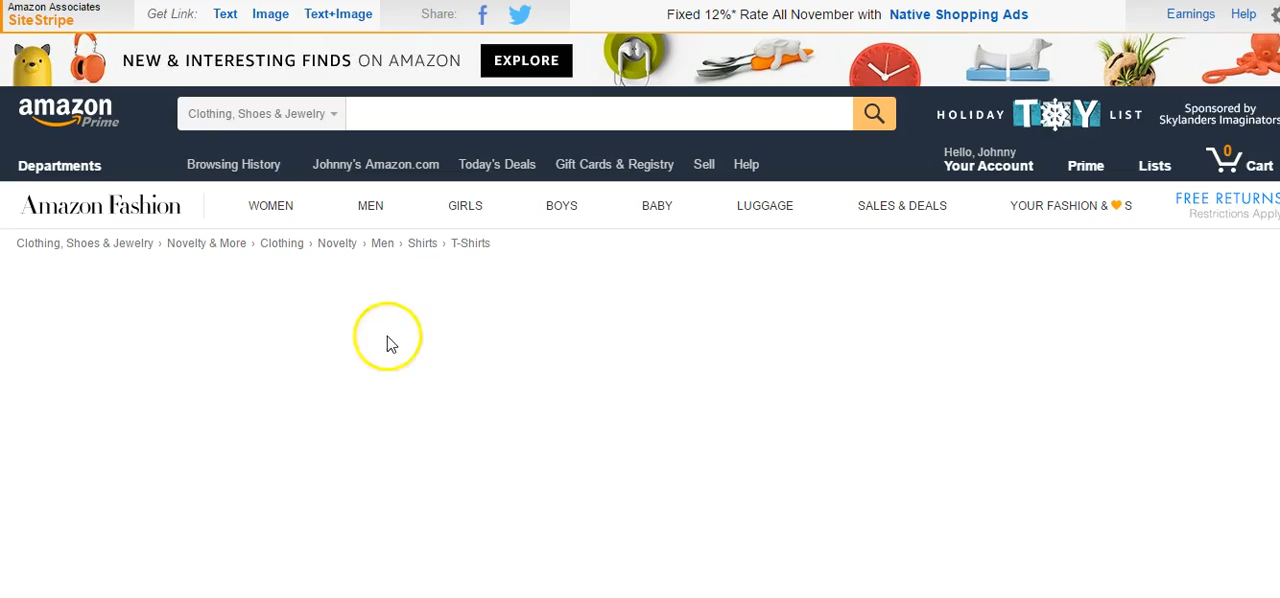 Amazon Associates
SiteStripe
Get Link: Text Image Text+Image
Share:
Fixed 12%* Rate All November with Native Shopping Ads
Earnings Help
NEW & INTERESTING FINDS ON AMAZON EXPLORE
amazon
Prime
Clothing, Shoes & Jewelry
HOLIDAY TOY LIST
Sponsored by
Skylanders Imaginators
Departments
Browsing History Johnny's Amazon.com Today's Deals Gift Cards & Registry Sell Help
Hello, Johnny
Your Account Prime Lists 0 Cart
Amazon Fashion WOMEN MEN GIRLS BOYS BABY LUGGAGE SALES & DEALS YOUR FASHION & 🧡 S
FREE RETURNS
Restrictions Apply
Clothing, Shoes & Jewelry › Novelty & More › Clothing › Novelty › Men › Shirts › T-Shirts